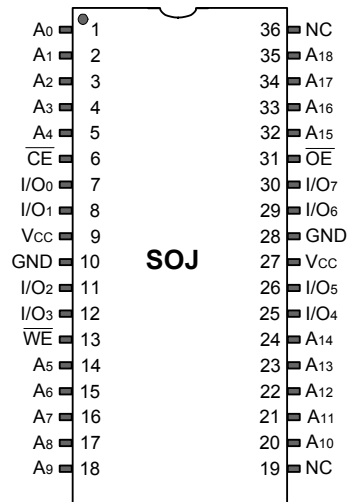 A0 1 36 NC
A1 2 35 A18
A2 3 34 A17
A3 4 33 A16
A4 5 32 A15
CE 6 31 OE
I/O0 7 30 I/O7
I/O1 8 29 I/O6
VCC 9 28 GND
GND 10 SOJ 27 VCC
I/O2 11 26 I/O5
I/O3 12 25 I/O4
WE 13 24 A14
A5 14 23 A13
A6 15 22 A12
A7 16 21 A11
A8 17 20 A10
A9 18 19 NC